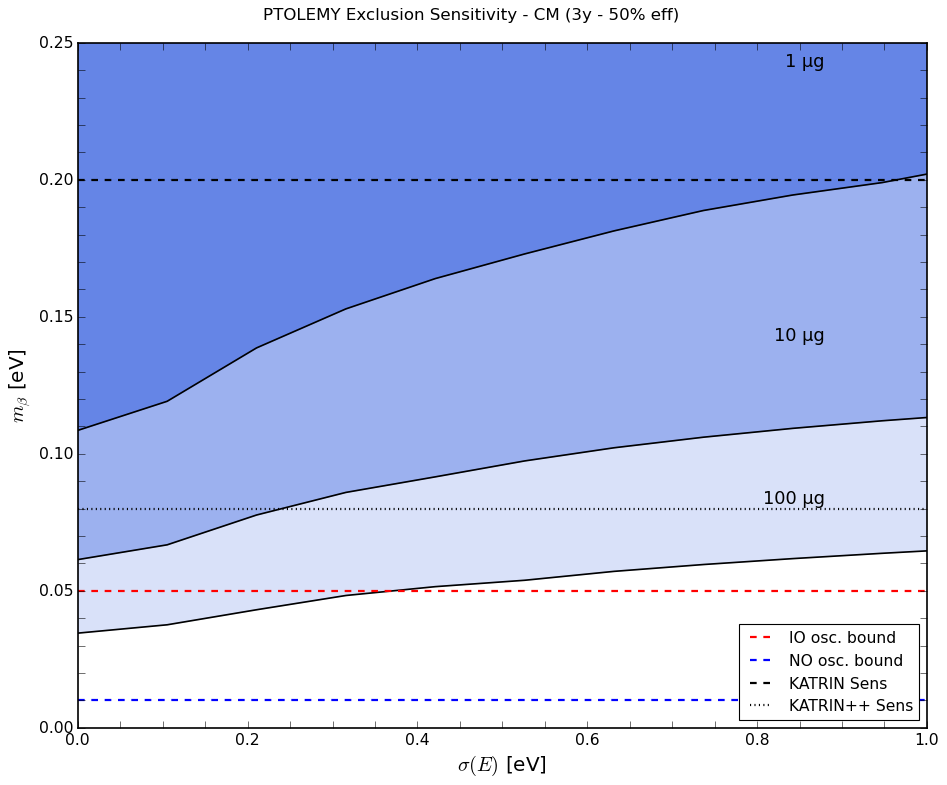 PTOLEMY Exclusion Sensitivity - CM (3y - 50% eff)
0.25
0.20
0.15
0.10
0.05
0.00
m_β [eV]
1 μg
10 μg
100 μg
IO osc. bound
NO osc. bound
KATRIN Sens
KATRIN++ Sens
0.0 0.2 0.4 0.6 0.8 1.0
σ(E) [eV]